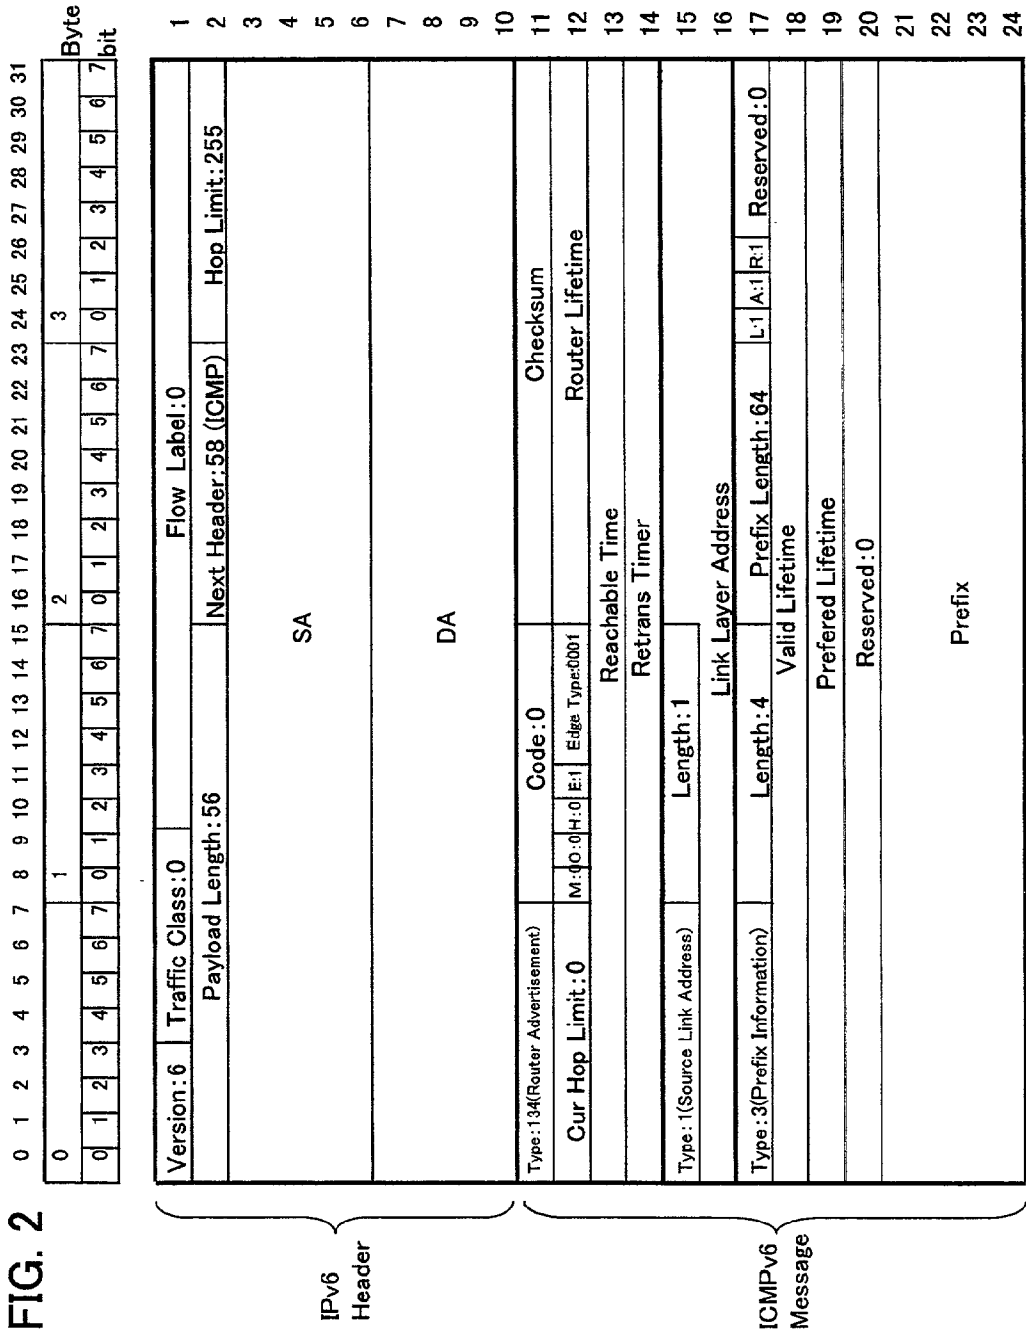 FIG. 2
0 1 2 3 4 5 6 7 8 9 10 11 12 13 14 15 16 17 18 19 20 21 22 23 24 25 26 27 28 29 30 31
0 1 2 3 Byte
0 1 2 3 4 5 6 7 0 1 2 3 4 5 6 7 0 1 2 3 4 5 6 7 0 1 2 3 4 5 6 7 bit
IPv6
Header
Version:6 Traffic Class:0 Flow Label:0 1
Payload Length:56 Next Header:58 (ICMP) Hop Limit:255 2
3
SA 4
5
6
7
DA 8
9
10
ICMPv6
Message
Type:134(Router Advertisement) Code:0 Checksum 11
Cur Hop Limit:0 M:0 O:0 H:0 E:1 Edge Type:0001 Router Lifetime 12
Reachable Time 13
Retrans Timer 14
Type:1(Source Link Address) Length:1 15
Link Layer Address 16
Type:3(Prefix Information) Length:4 Prefix Length:64 L:1 A:1 R:1 Reserved:0 17
Valid Lifetime 18
Prefered Lifetime 19
Reserved:0 20
21
Prefix 22
23
24